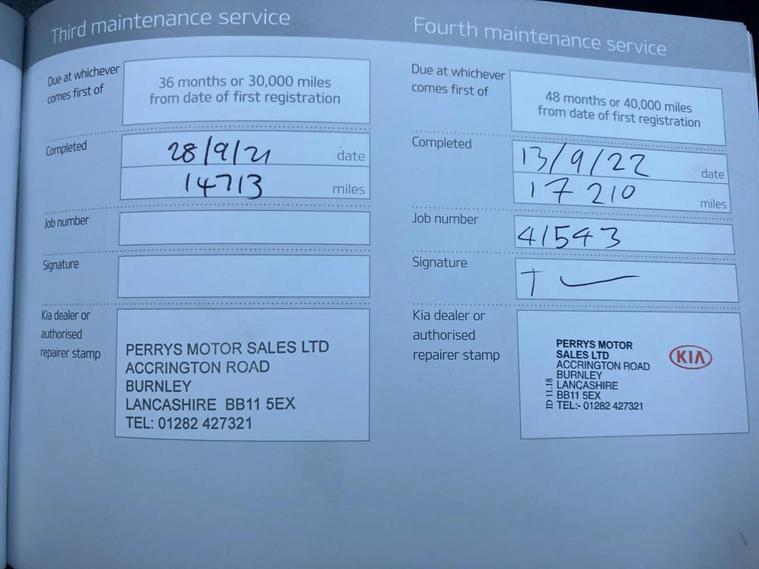 Third maintenance service
Due at whichever
comes first of
36 months or 30,000 miles
from date of first registration
Completed
28/9/21 date
14713 miles
Job number
Signature
Kia dealer or
authorised
repairer stamp
PERRYS MOTOR SALES LTD
ACCRINGTON ROAD
BURNLEY
LANCASHIRE BB11 5EX
TEL: 01282 427321
Fourth maintenance service
Due at whichever
comes first of
48 months or 40,000 miles
from date of first registration
Completed
13/9/22 date
17 210 miles
Job number
41543
Signature
Kia dealer or
authorised
repairer stamp
PERRYS MOTOR
SALES LTD
ACCRINGTON ROAD
BURNLEY
LANCASHIRE
BB11 5EX
TEL:- 01282 427321
ID 11.18
KIA